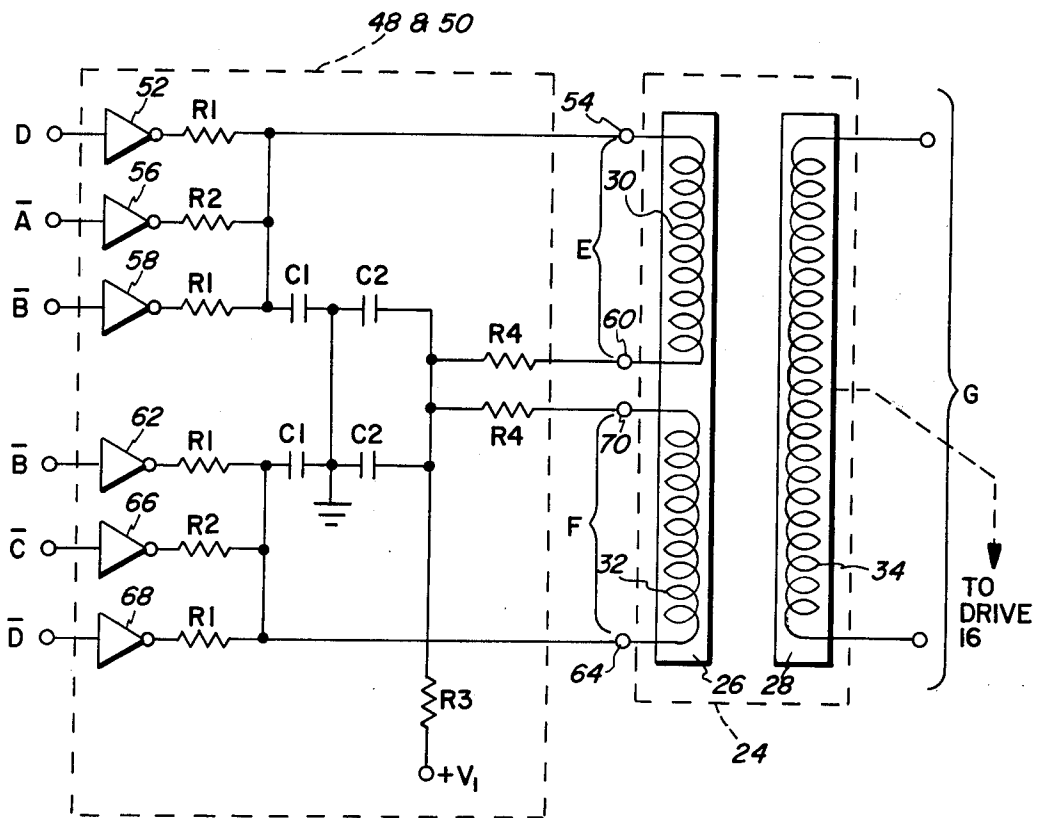 48 & 50
52
R1
D
54
56
R2
A̅
30
58
R1
C1
C2
B̅
E
60
R4
G
R4
70
62
R1
C1
C2
B̅
66
R2
F
C̅
32
34
68
R1
D̅
TO
DRIVE
16
64
26
28
R3
24
+V₁